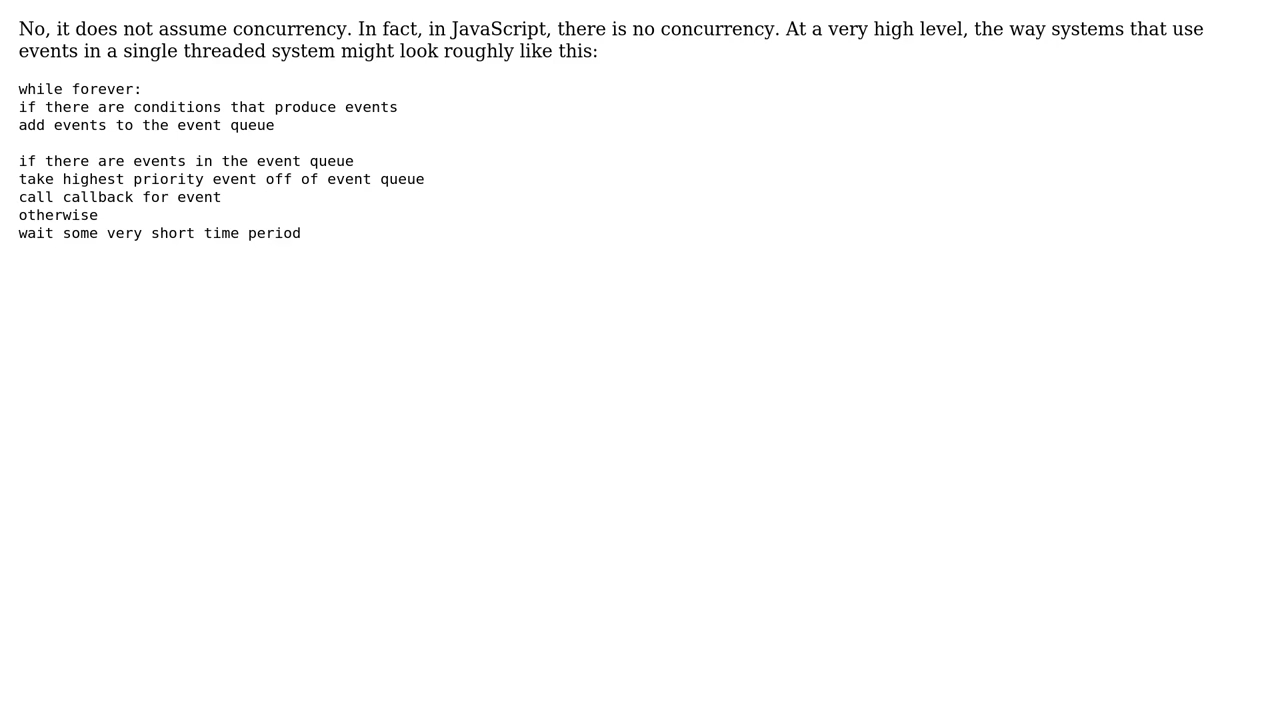 No, it does not assume concurrency. In fact, in JavaScript, there is no concurrency. At a very high level, the way systems that use
events in a single threaded system might look roughly like this:
while forever:
if there are conditions that produce events
add events to the event queue
if there are events in the event queue
take highest priority event off of event queue
call callback for event
otherwise
wait some very short time period